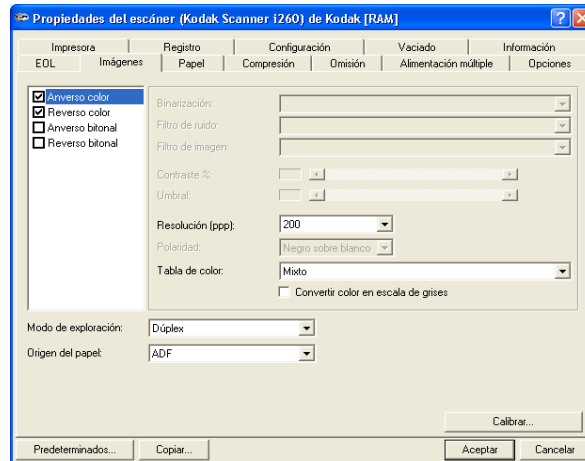 Propiedades del escáner (Kodak Scanner i260) de Kodak [RAM]
Impresora Registro Configuración Vaciado Información
EOL Imágenes Papel Compresión Omisión Alimentación múltiple Opciones
Anverso color
Reverso color
Anverso bitonal
Reverso bitonal
Binarización:
Filtro de ruido:
Filtro de imagen:
Contraste %:
Umbral:
Resolución (ppp): 200
Polaridad: Negro sobre blanco
Tabla de color: Mixto
Convertir color en escala de grises
Modo de exploración: Dúplex
Origen del papel: ADF
Calibrar...
Predeterminados... Copiar... Aceptar Cancelar